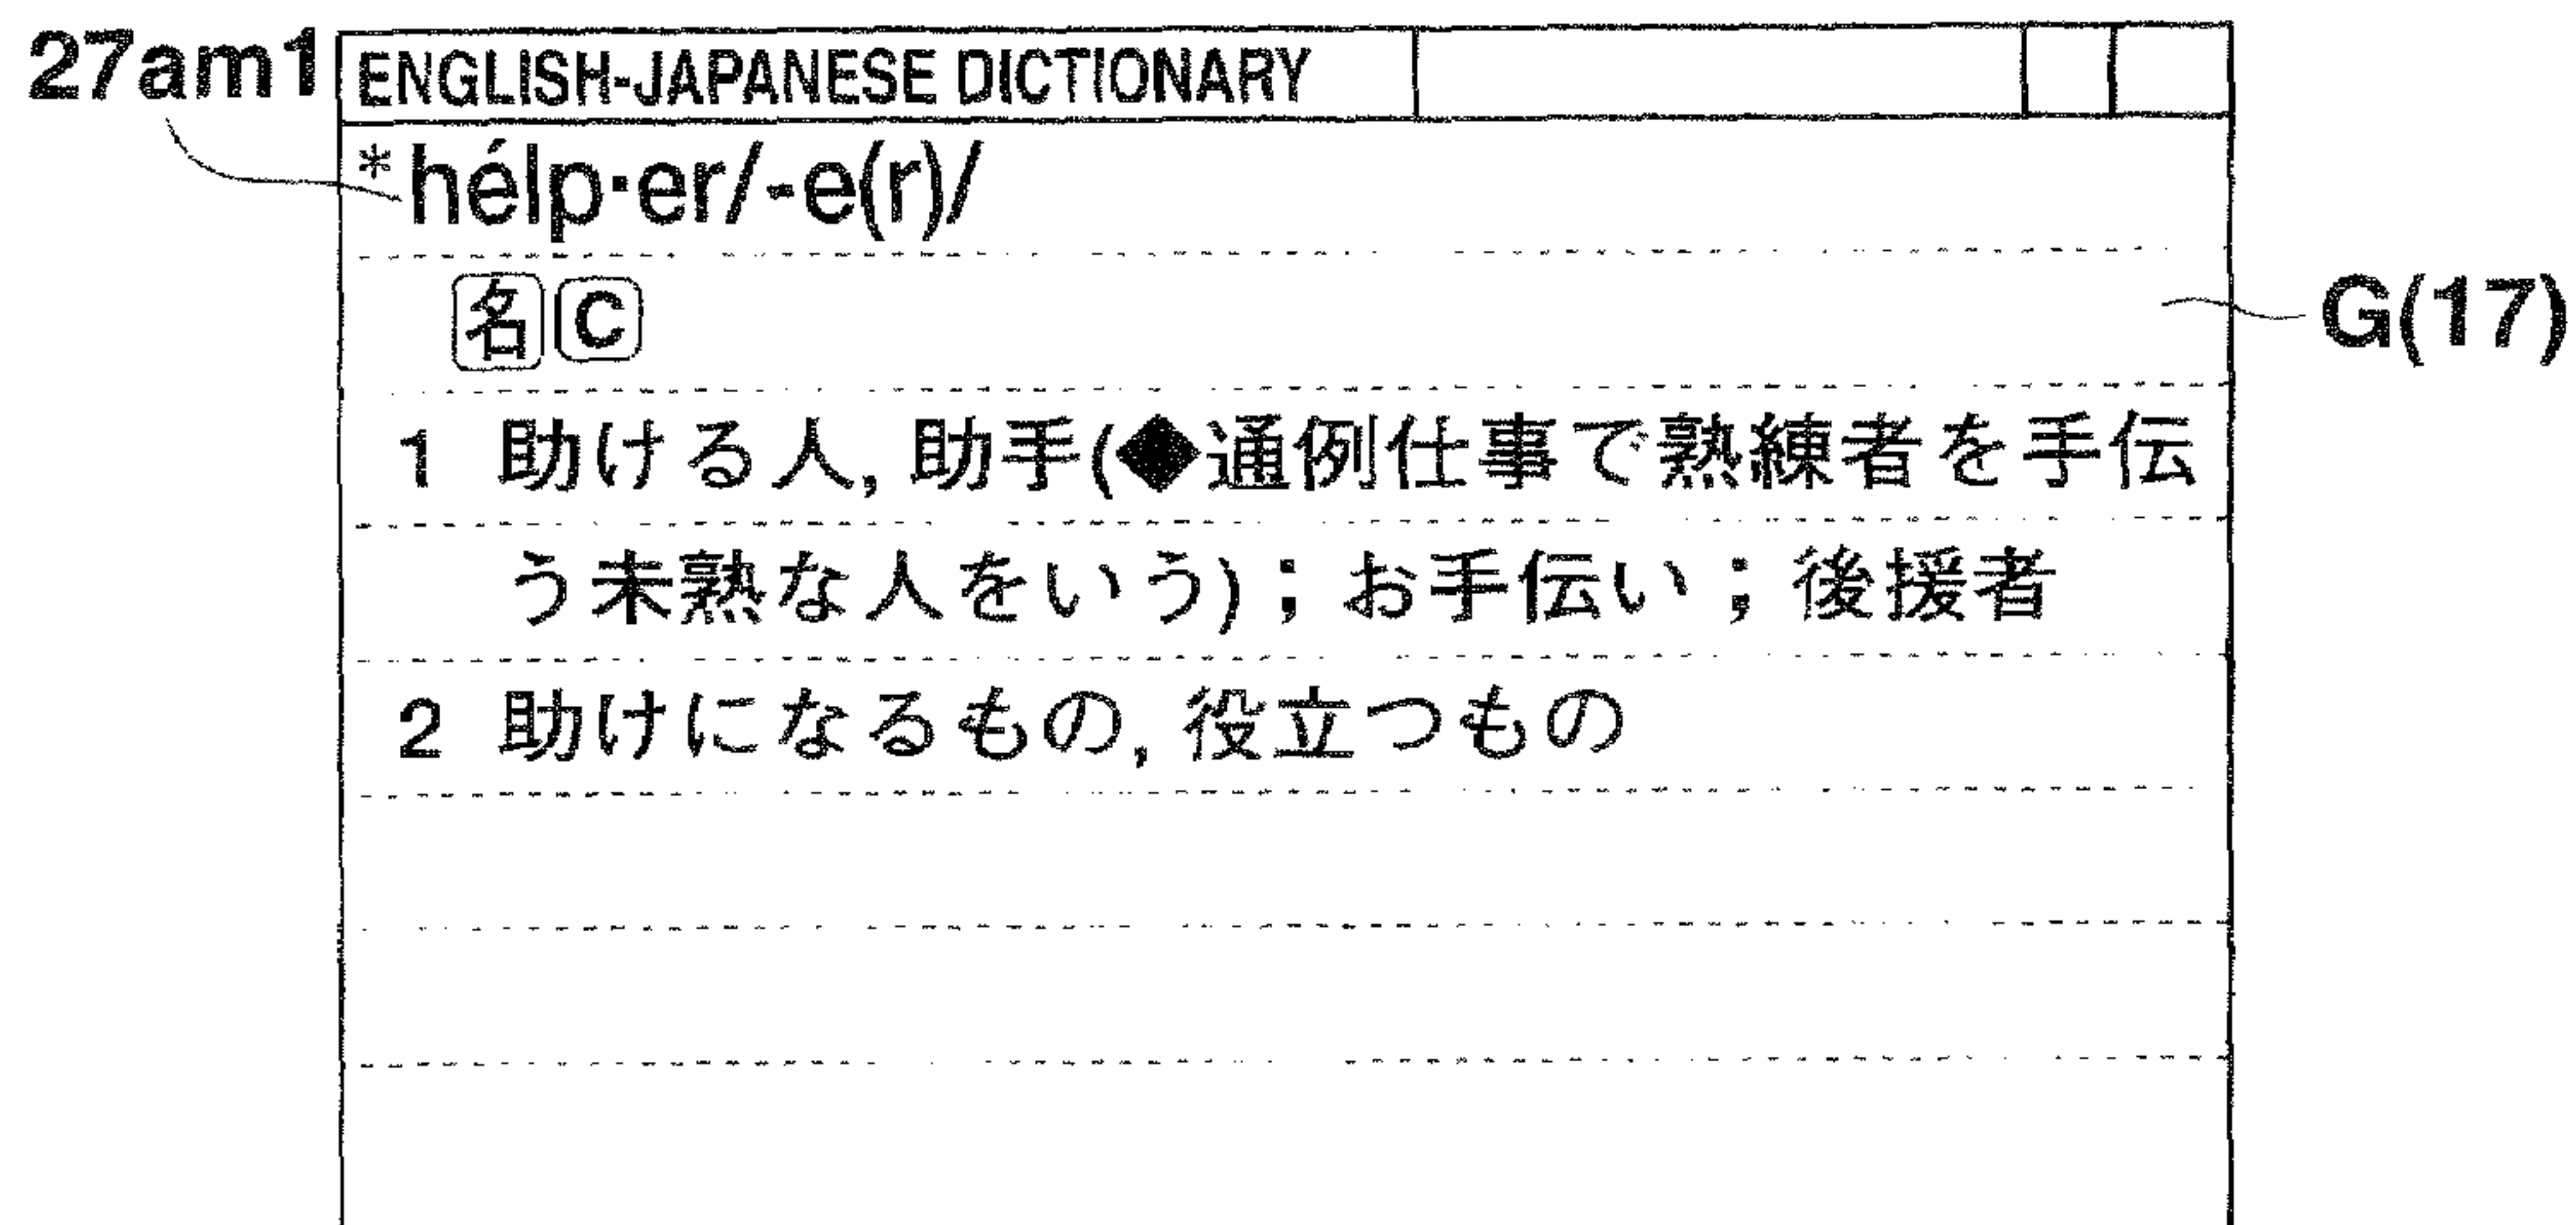 27am1
ENGLISH-JAPANESE DICTIONARY
*hélp·er/-e(r)/
名 C
G(17)
1 助ける人, 助手(◆通例仕事で熟練者を手伝
う未熟な人をいう)；お手伝い；後援者
2 助けになるもの, 役立つもの